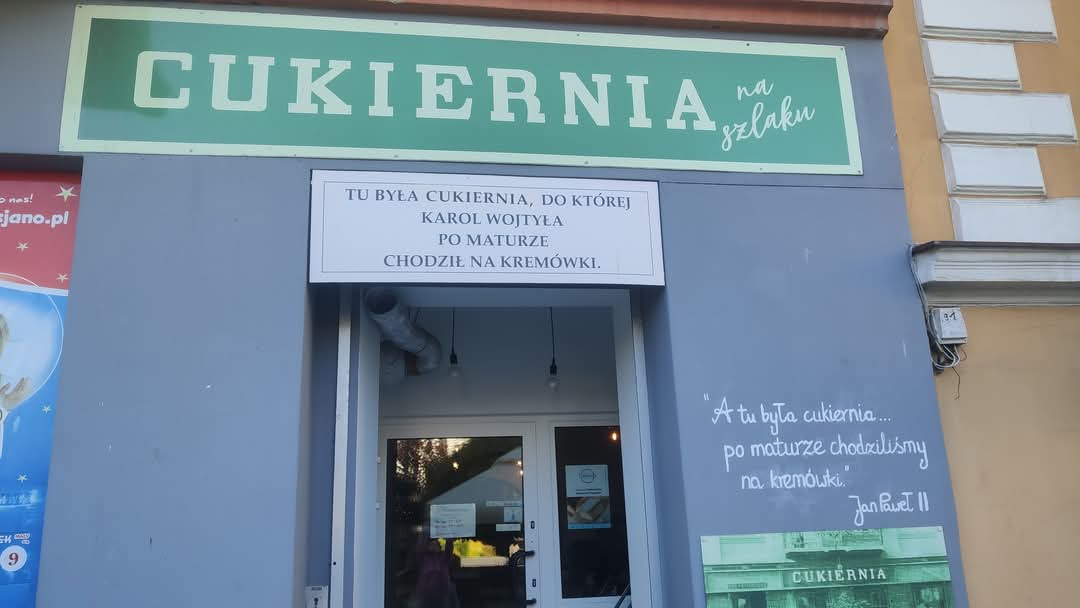 CUKIERNIA
na
szlaku
TU BYŁA CUKIERNIA, DO KTÓREJ
KAROL WOJTYŁA
PO MATURZE
CHODZIŁ NA KREMÓWKI.
o nas!
jano.pl
9
"A tu była cukiernia...
po maturze chodziliśmy
na kremówki."
Jan Paweł II
CUKIERNIA